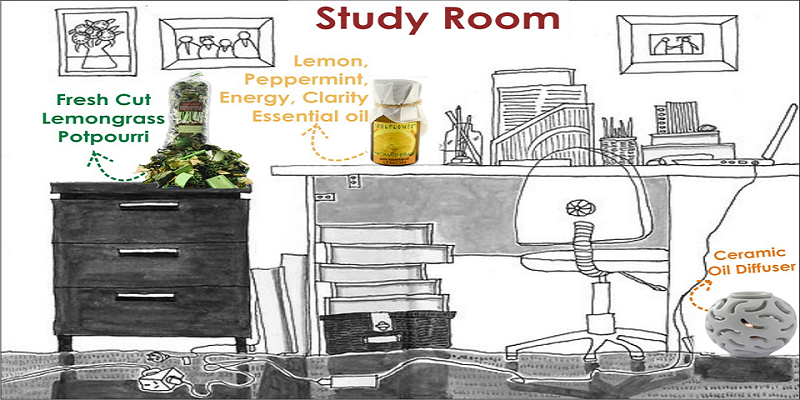 Study Room
Lemon,
Peppermint,
Energy, Clarity
Essential oil
Fresh Cut
Lemongrass
Potpourri
Ceramic
Oil Diffuser